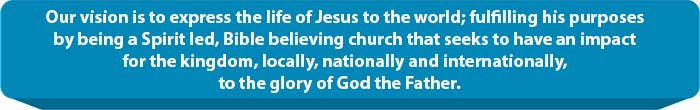 Our vision is to express the life of Jesus to the world; fulfilling his purposes
by being a Spirit led, Bible believing church that seeks to have an impact
for the kingdom, locally, nationally and internationally,
to the glory of God the Father.